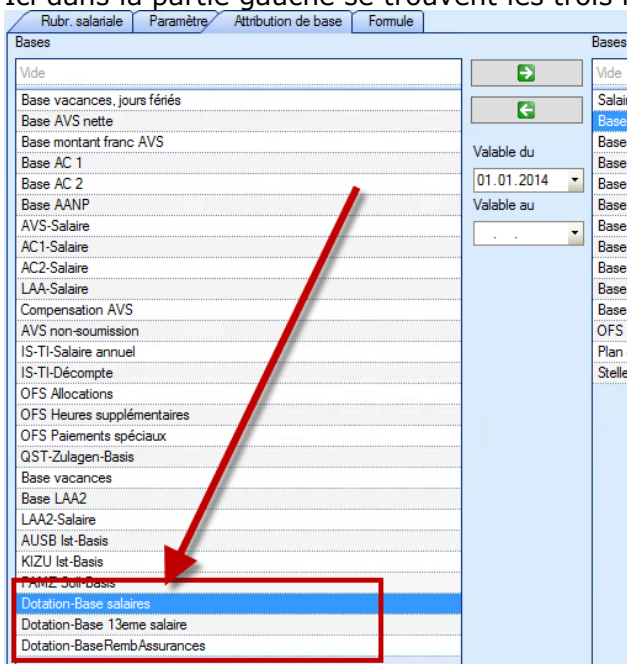 Ici dans la partie gauche se trouvent les trois
Rubr. salariale Paramètre Attribution de base Formule
Bases Bases
Vide Vide
Base vacances, jours fériés
Base AVS nette
Base montant franc AVS
Base AC 1
Base AC 2
Base AANP
AVS-Salaire
AC1-Salaire
AC2-Salaire
LAA-Salaire
Compensation AVS
AVS non-soumission
IS-TI-Salaire annuel
IS-TI-Décompte
OFS Allocations
OFS Heures supplémentaires
OFS Paiements spéciaux
QST-Zulagen-Basis
Base vacances
Base LAA2
LAA2-Salaire
AUSB Ist-Basis
KIZU Ist-Basis
FAMZ Soll-Basis
Dotation-Base salaires
Dotation-Base 13eme salaire
Dotation-BaseRembAssurances
Valable du
01.01.2014
Valable au
. .
Base
Base
Base
Base
Base
Base
Base
Base
Base
Base
OFS
Plan
Stelle